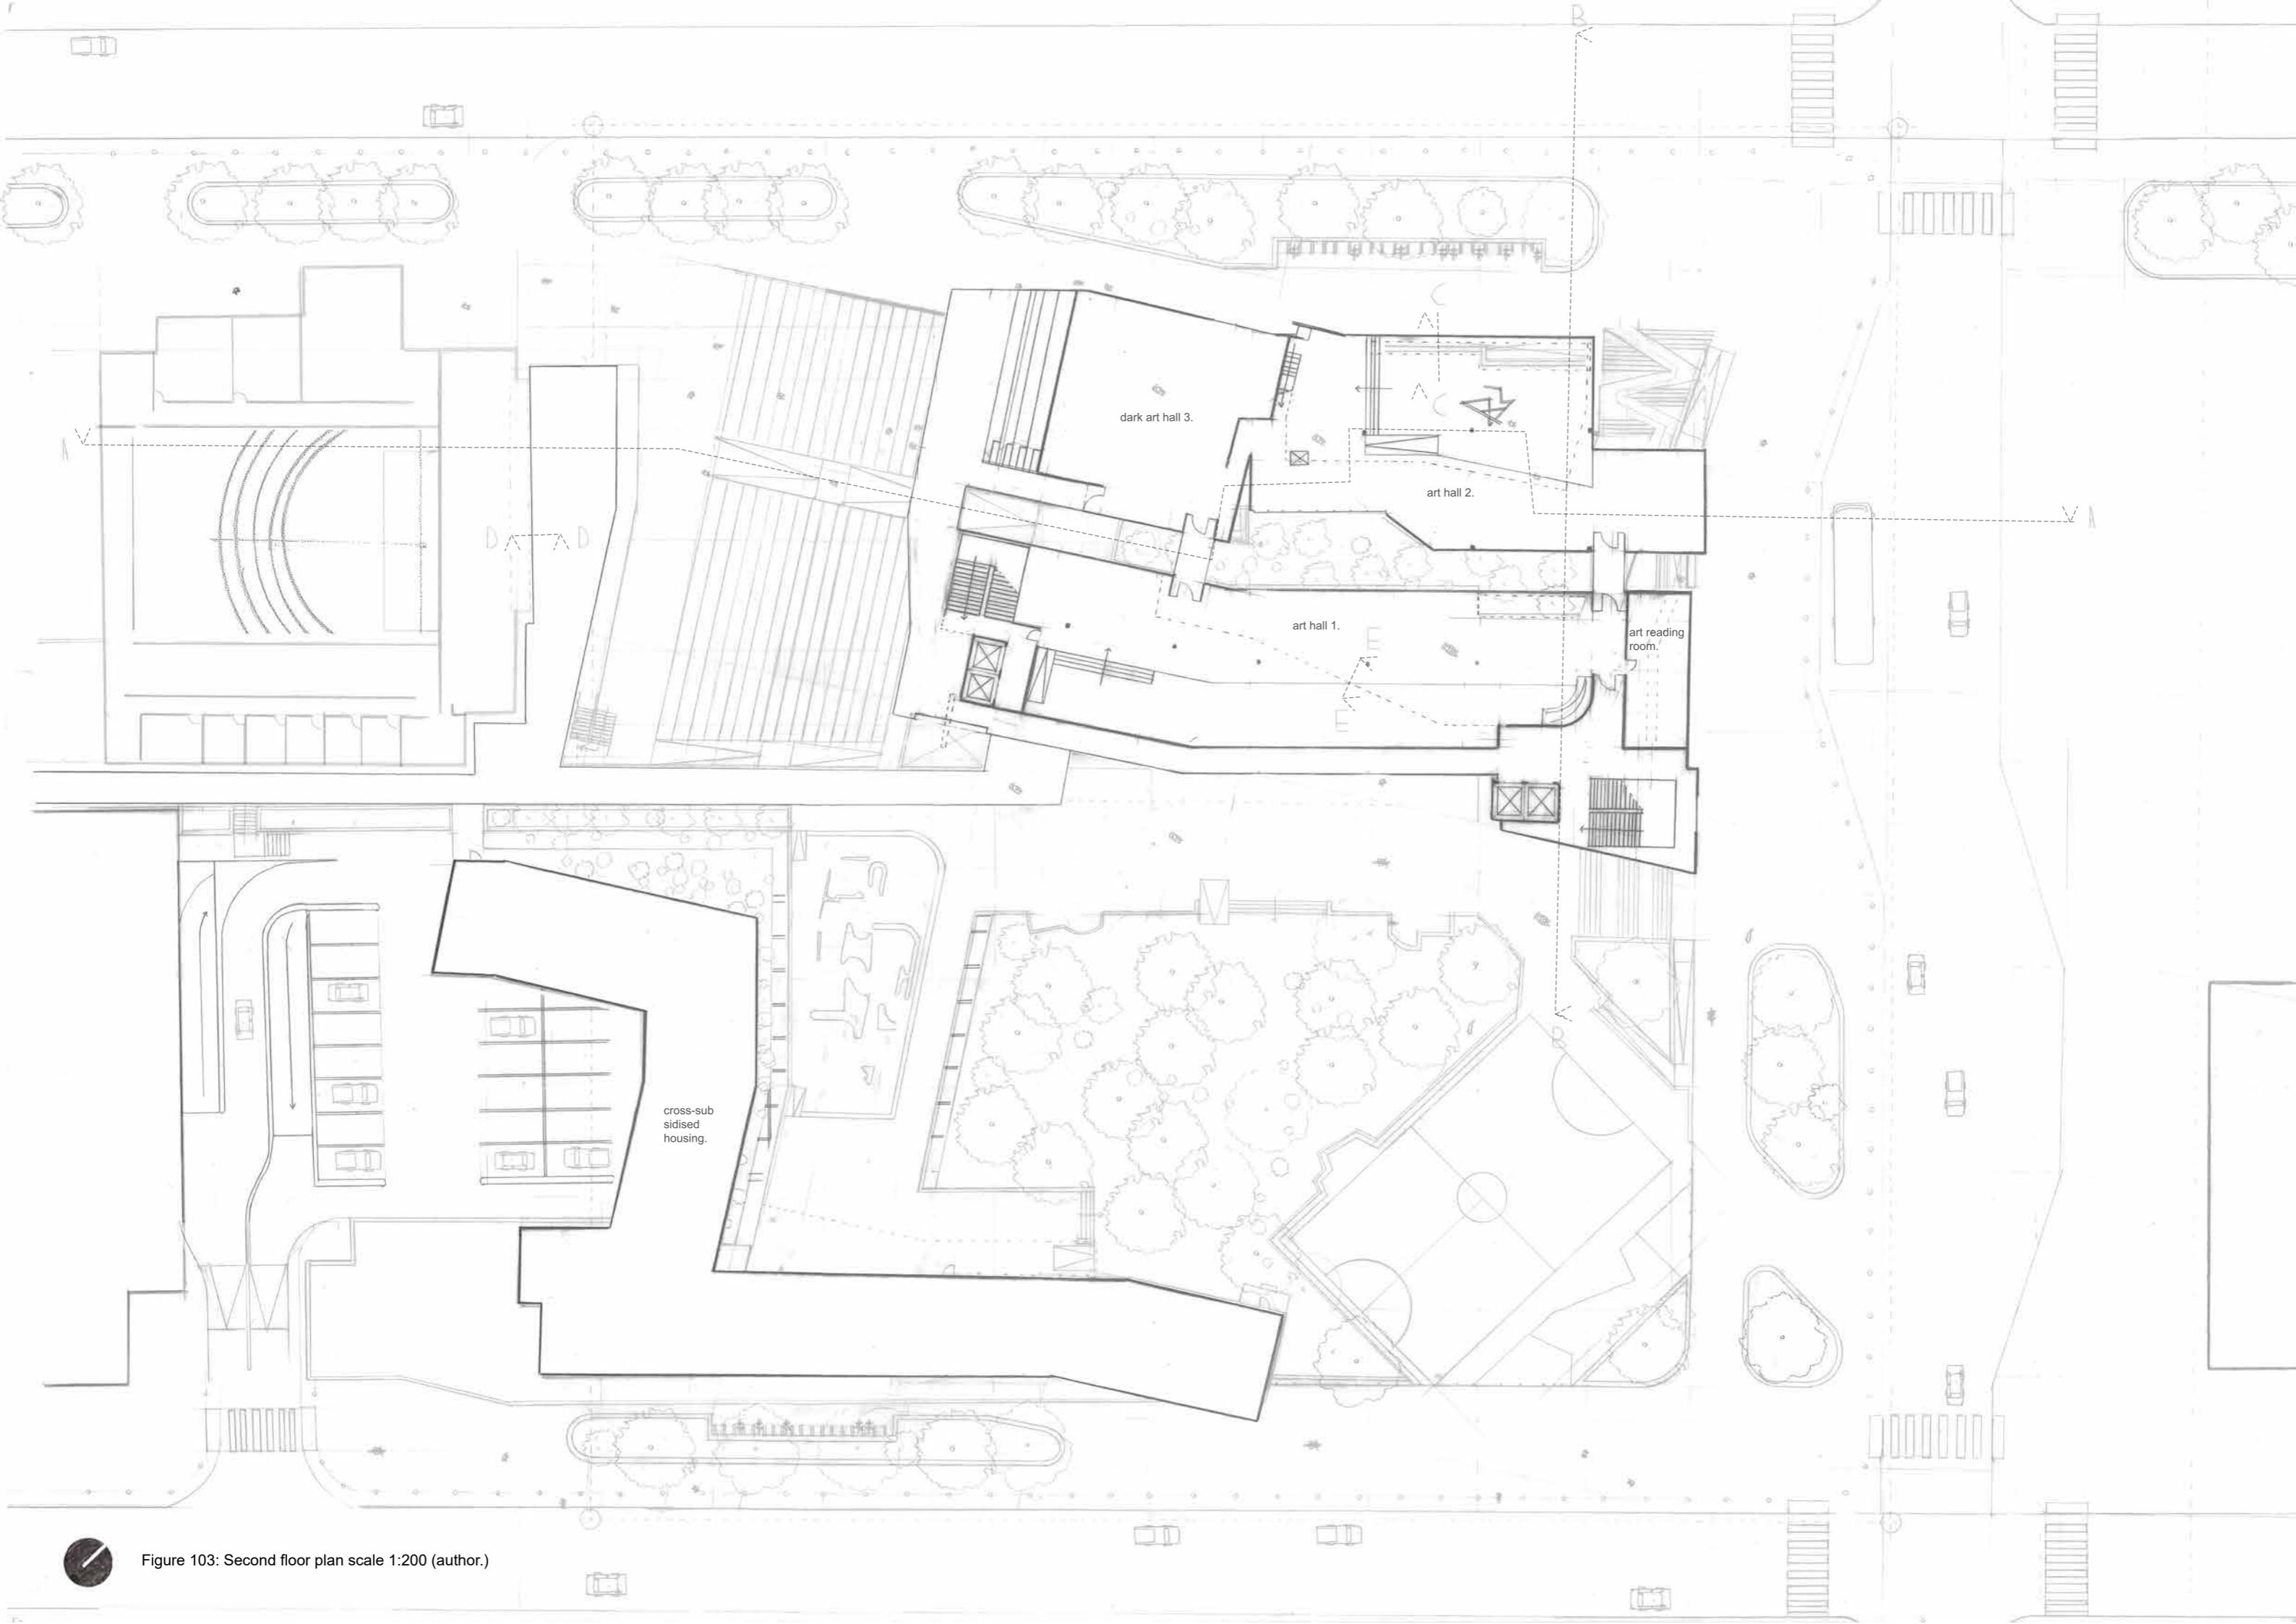 B
C
A
dark art hall 3.
C
art hall 2.
A
D
D
art hall 1.
E
art reading
room.
E
B
cross-sub
sidised
housing.
Figure 103: Second floor plan scale 1:200 (author.)